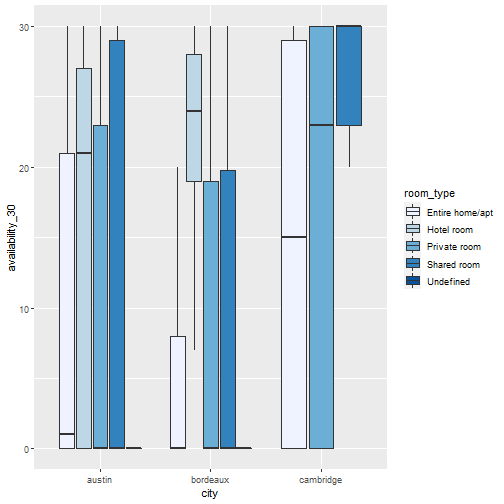 30
20
10
0
availability_30
austin
bordeaux
cambridge
city
room_type
Entire home/apt
Hotel room
Private room
Shared room
Undefined